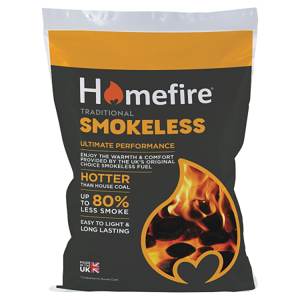 Homefire®
TRADITIONAL
SMOKELESS
ULTIMATE PERFORMANCE
ENJOY THE WARMTH & COMFORT
PROVIDED BY THE UK'S ORIGINAL
CHOICE SMOKELESS FUEL
HOTTER
THAN HOUSE COAL
UP TO 80%
LESS SMOKE
EASY TO LIGHT &
LONG LASTING
MADE
IN THE
UK